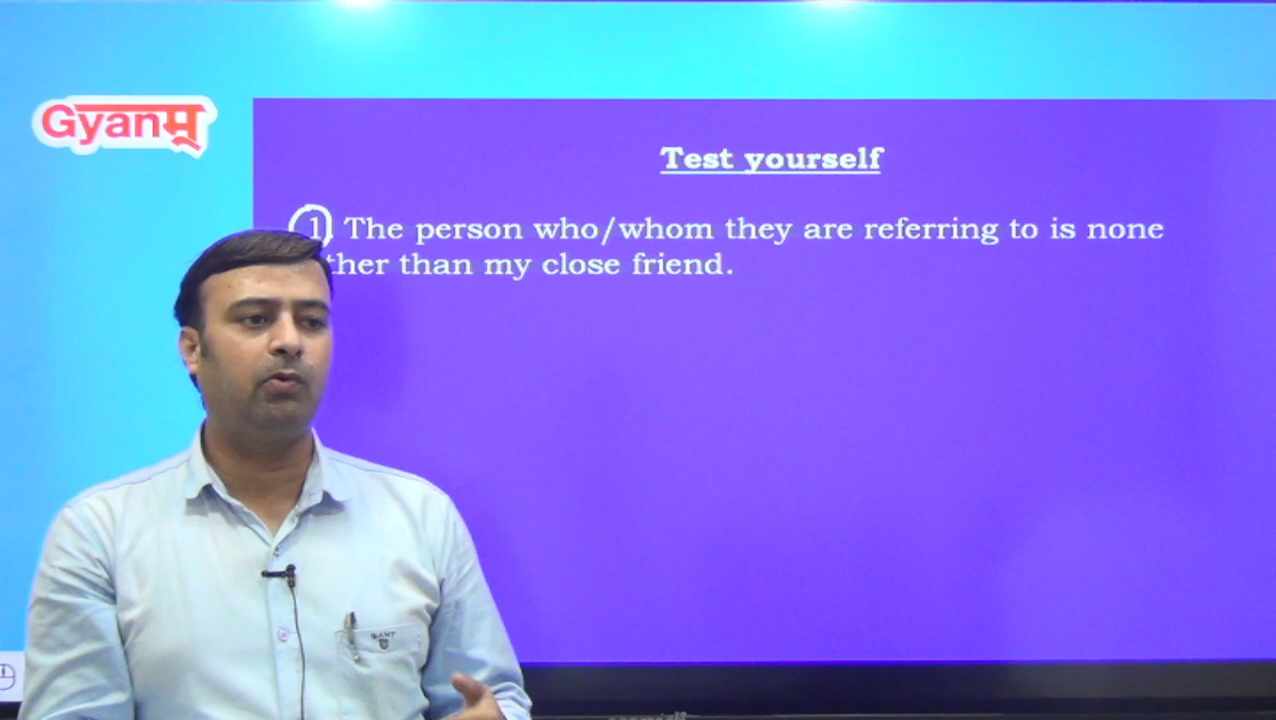 Gyanम्
Test yourself
1) The person who/whom they are referring to is none
ther than my close friend.
GANT